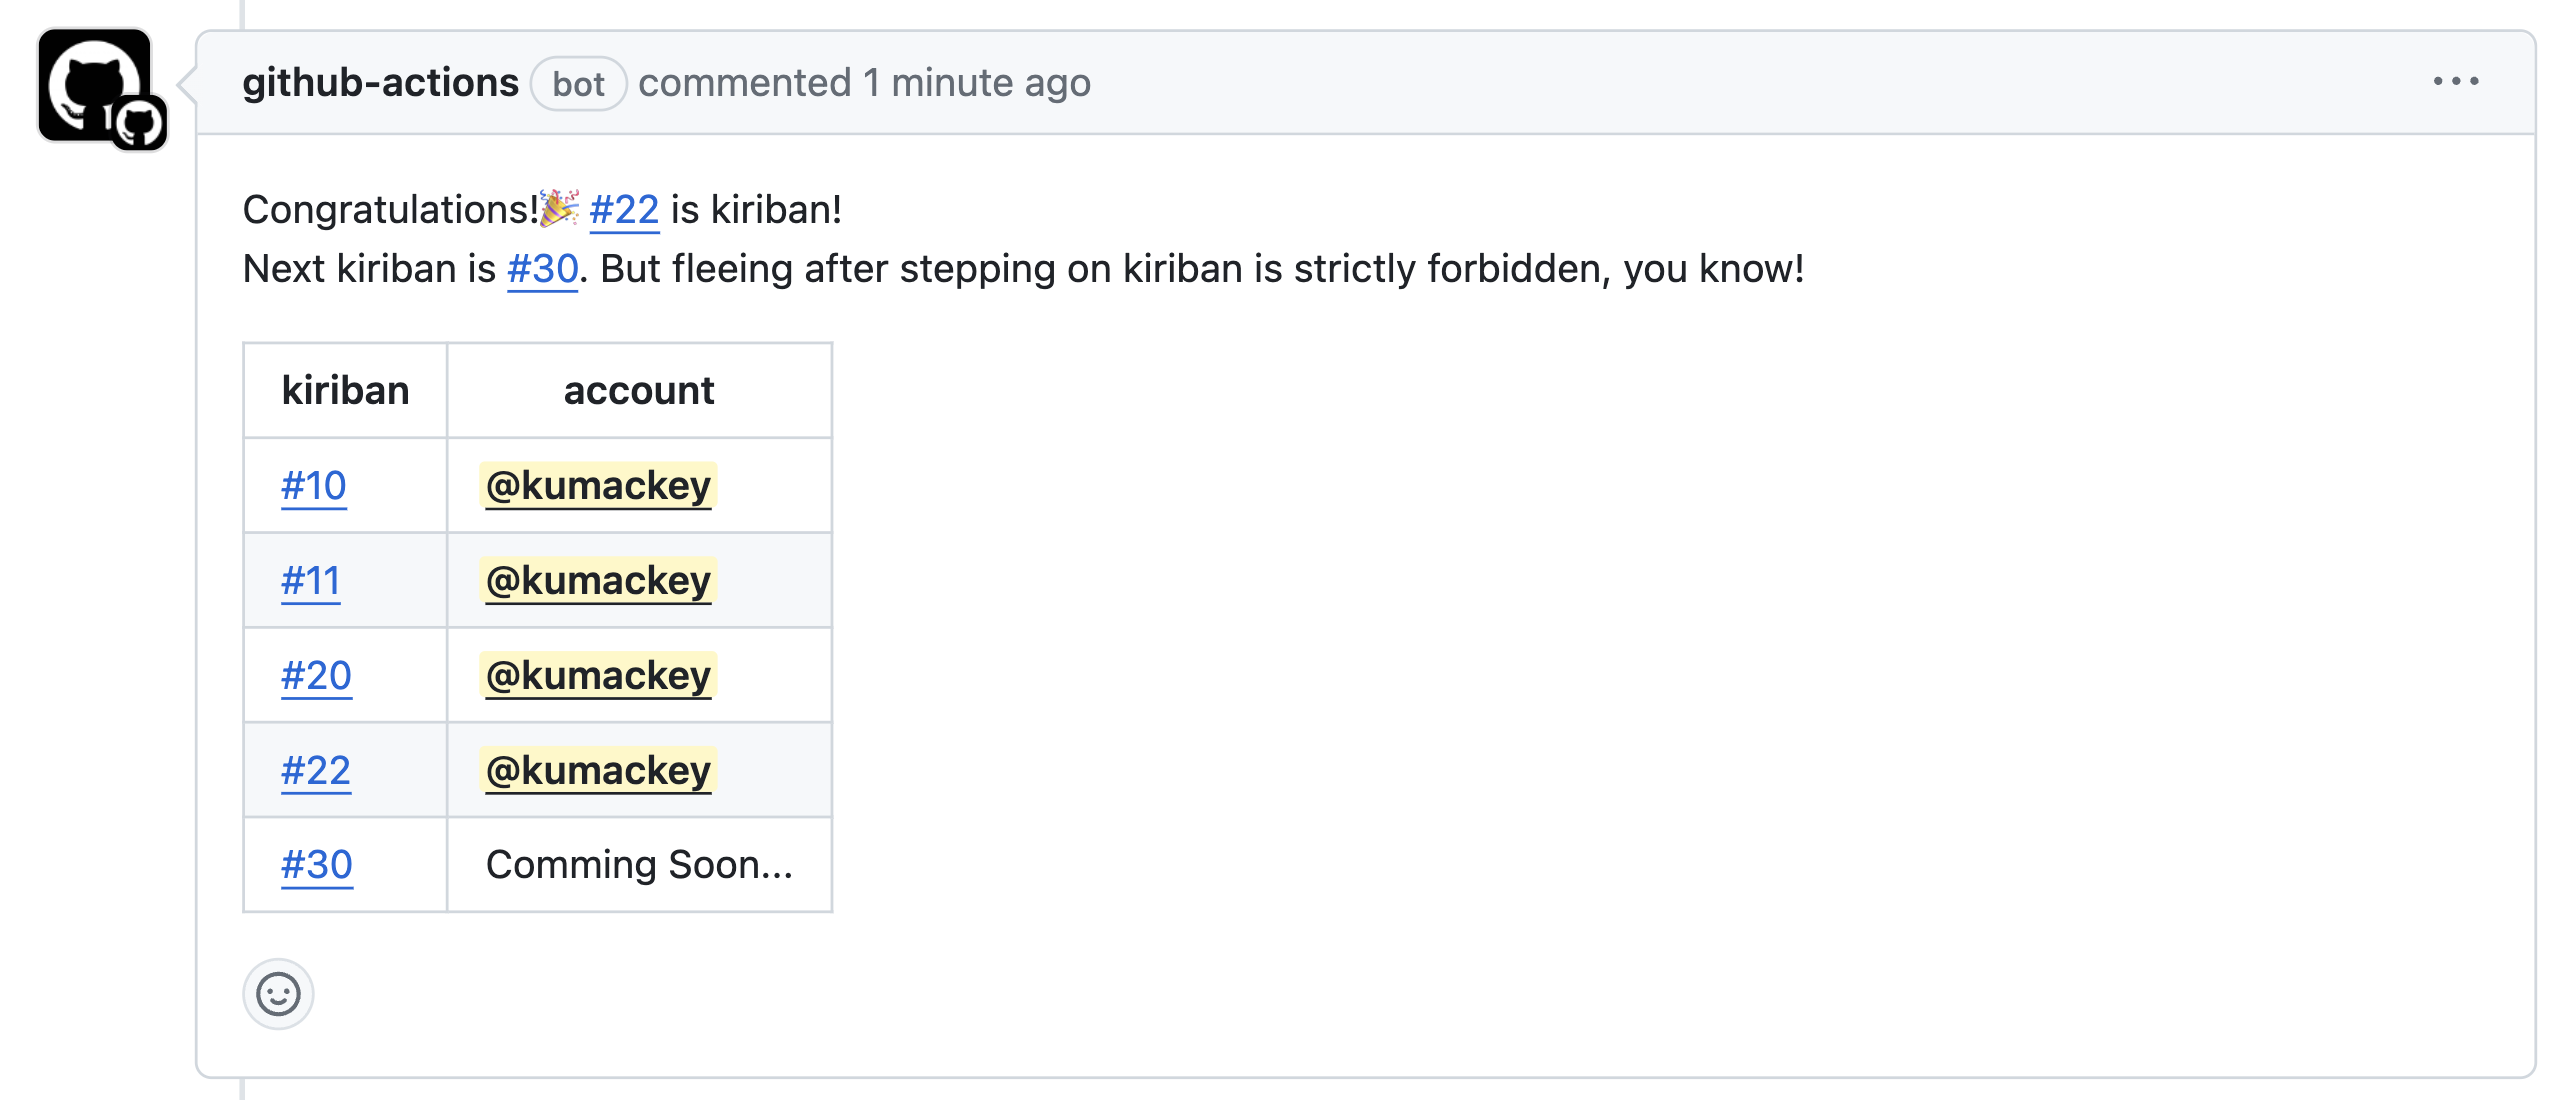 github-actions bot commented 1 minute ago
Congratulations!🎉 #22 is kiriban!
Next kiriban is #30. But fleeing after stepping on kiriban is strictly forbidden, you know!
kiriban account
#10 @kumackey
#11 @kumackey
#20 @kumackey
#22 @kumackey
#30 Comming Soon...